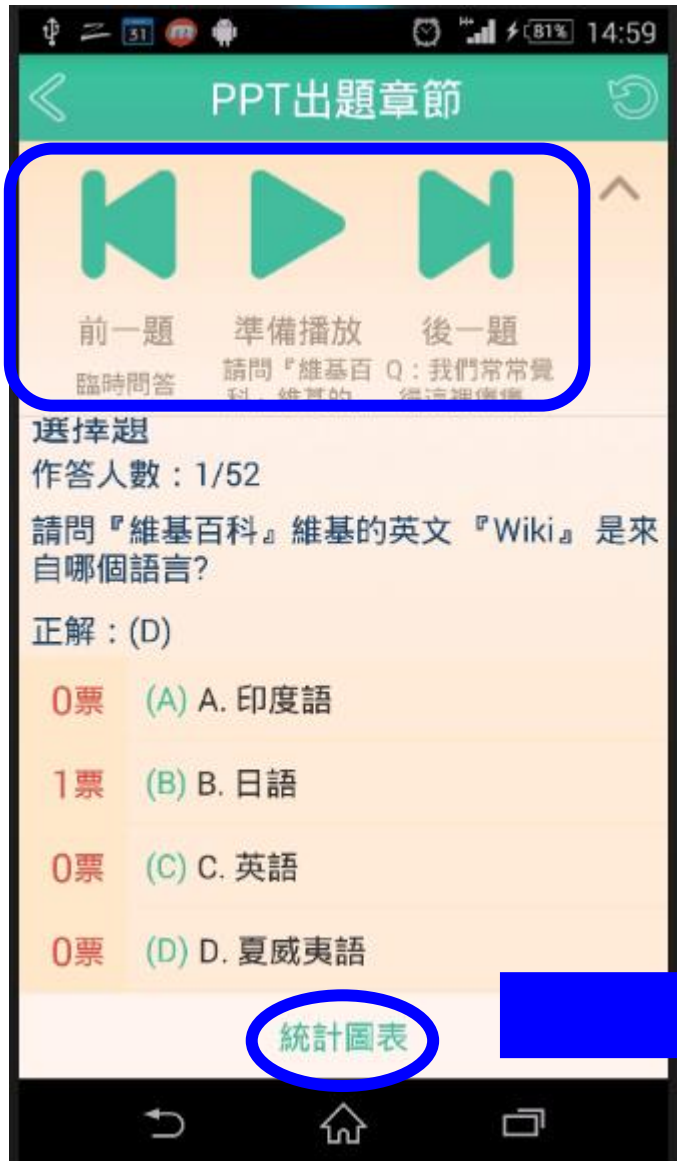 31
81% 14:59
PPT出題章節
前一題 準備播放 後一題
臨時問答 請問『維基百 Q：我們常常覺
選擇題
作答人數：1/52
請問『維基百科』維基的英文『Wiki』 是來
自哪個語言?
正解：(D)
0票 (A) A. 印度語
1票 (B) B. 日語
0票 (C) C. 英語
0票 (D) D. 夏威夷語
統計圖表